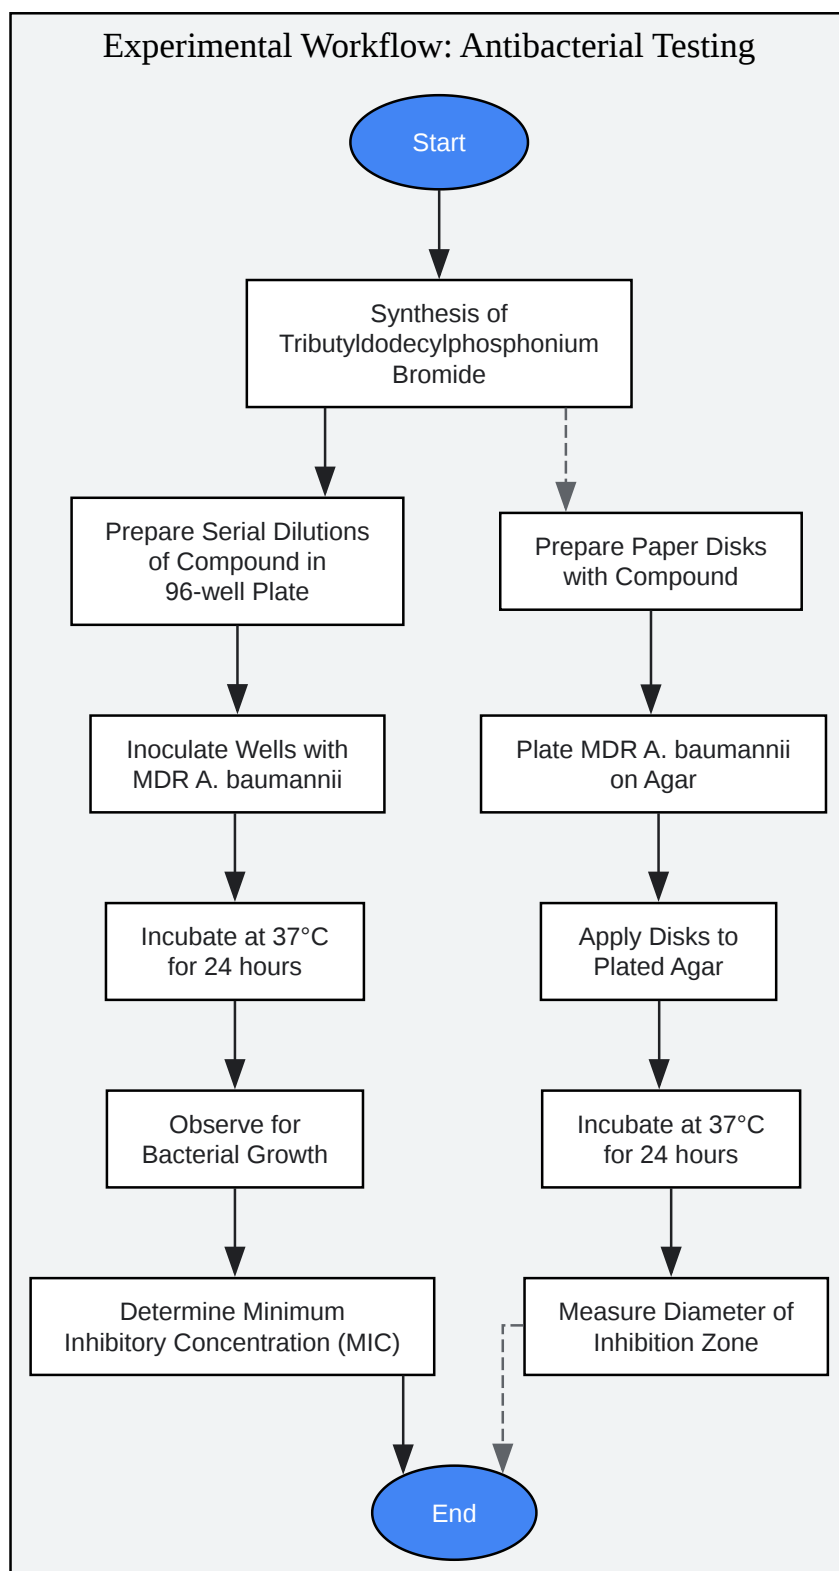 Experimental Workflow: Antibacterial Testing
Start
Synthesis of
Tributyldodecylphosphonium
Bromide
Prepare Serial Dilutions
of Compound in
96-well Plate
Inoculate Wells with
MDR A. baumannii
Incubate at 37°C
for 24 hours
Observe for
Bacterial Growth
Determine Minimum
Inhibitory Concentration (MIC)
Prepare Paper Disks
with Compound
Plate MDR A. baumannii
on Agar
Apply Disks to
Plated Agar
Incubate at 37°C
for 24 hours
Measure Diameter of
Inhibition Zone
End